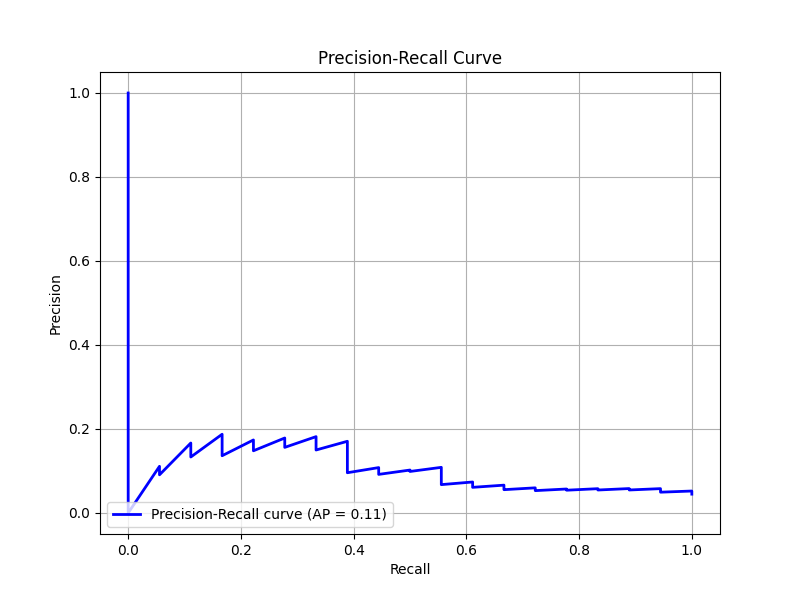 Precision-Recall Curve
Precision
1.0
0.8
0.6
0.4
0.2
0.0
Precision-Recall curve (AP = 0.11)
0.0 0.2 0.4 0.6 0.8 1.0
Recall